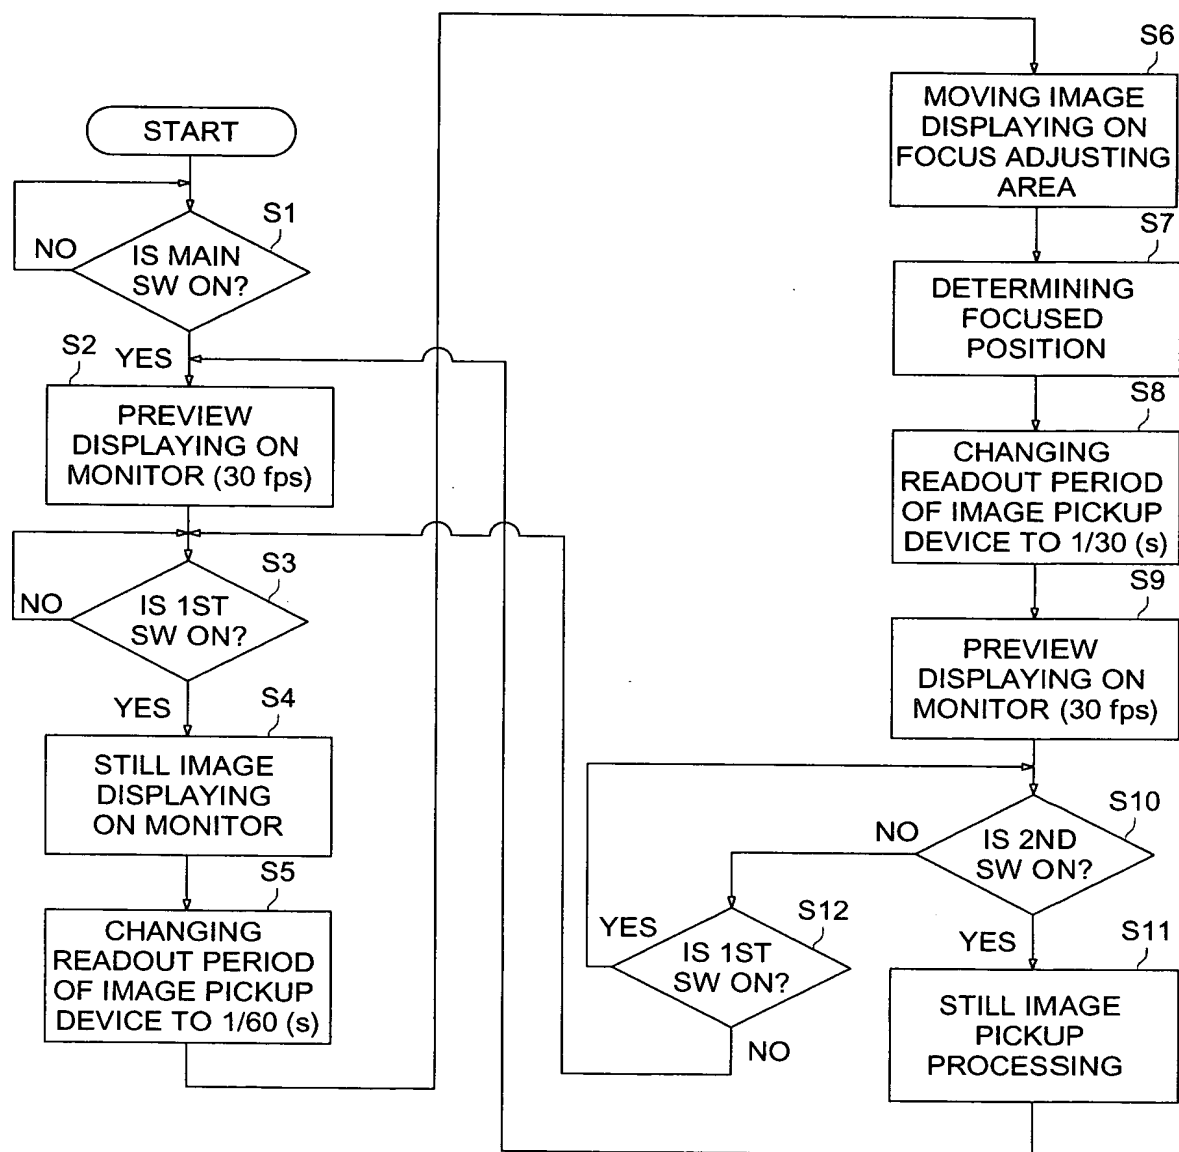 START
S1
IS MAIN
SW ON?
NO
YES
S2
PREVIEW
DISPLAYING ON
MONITOR (30 fps)
S3
IS 1ST
SW ON?
NO
YES
S4
STILL IMAGE
DISPLAYING
ON MONITOR
S5
CHANGING
READOUT PERIOD
OF IMAGE PICKUP
DEVICE TO 1/60 (s)
S6
MOVING IMAGE
DISPLAYING ON
FOCUS ADJUSTING
AREA
S7
DETERMINING
FOCUSED
POSITION
S8
CHANGING
READOUT PERIOD
OF IMAGE PICKUP
DEVICE TO 1/30 (s)
S9
PREVIEW
DISPLAYING ON
MONITOR (30 fps)
S10
IS 2ND
SW ON?
NO
YES
S12
IS 1ST
SW ON?
YES
NO
S11
STILL IMAGE
PICKUP
PROCESSING